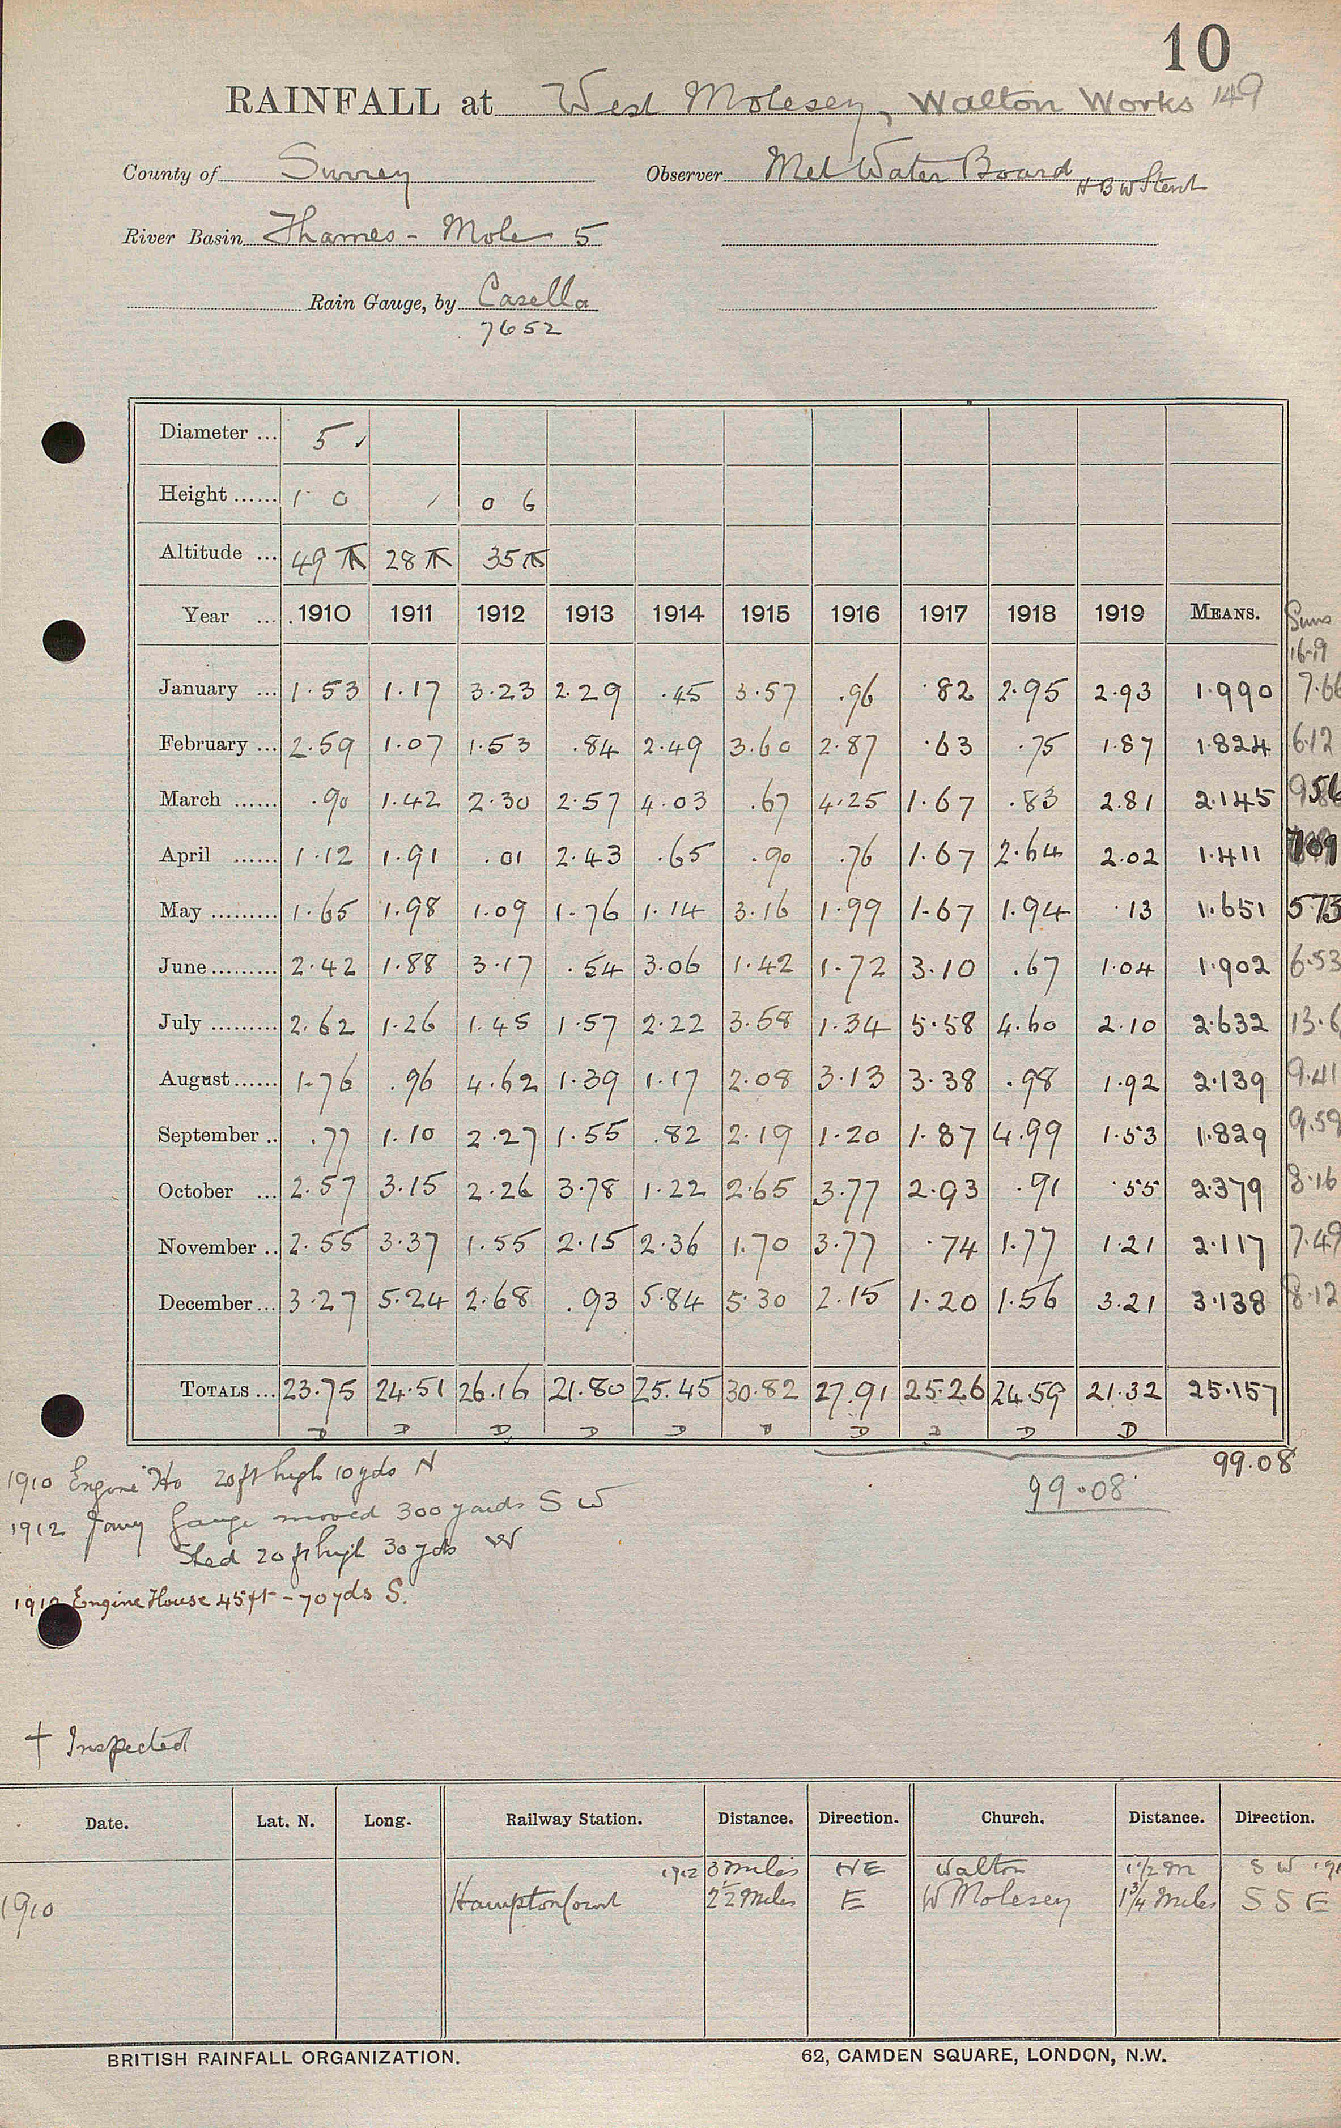 10
RAINFALL at West Molesey, Walton Works 149
County of Surrey Observer Met Water Board H B W Stent
River Basin Thames - Mole 5
Rain Gauge, by Casella
7652
Diameter ... 5
Height ...... 1 0 0 6
Altitude ... 49 28 35
Year ... 1910 1911 1912 1913 1914 1915 1916 1917 1918 1919 MEANS. Sums
16-19
January ... 1.53 1.17 3.23 2.29 .45 3.57 .96 .82 2.95 2.93 1.990 7.66
February ... 2.59 1.07 1.53 .84 2.49 3.60 2.87 .63 .75 1.87 1.824 6.12
March ...... .90 1.42 2.30 2.57 4.03 .67 4.25 1.67 .83 2.81 2.145 956
April ...... 1.12 1.91 .01 2.43 .65 .90 .76 1.67 2.64 2.02 1.411 709
May ......... 1.65 1.98 1.09 1.76 1.14 3.16 1.99 1.67 1.94 .13 1.651 573
June ......... 2.42 1.88 3.17 .54 3.06 1.42 1.72 3.10 .67 1.04 1.902 6.53
July ......... 2.62 1.26 1.45 1.57 2.22 3.58 1.34 5.58 4.60 2.10 2.632 13.6
August ...... 1.76 .96 4.62 1.39 1.17 2.08 3.13 3.38 .98 1.92 2.139 9.41
September .. .77 1.10 2.27 1.55 .82 2.19 1.20 1.87 4.99 1.53 1.829 9.59
October ... 2.57 3.15 2.26 3.78 1.22 2.65 3.77 2.93 .91 .55 2.379 8.16
November .. 2.55 3.37 1.55 2.15 2.36 1.70 3.77 .74 1.77 1.21 2.117 7.49
December ... 3.27 5.24 2.68 .93 5.84 5.30 2.15 1.20 1.56 3.21 3.138 8.12
TOTALS ... 23.75 24.51 26.16 21.80 25.45 30.82 27.91 25.26 24.59 21.32 25.157
D D D D D D D D D D
99.08
99.08
1910 Engine Ho 20ft high 10yds N
1912 Jany Gauge moved 300 yards S W
Shed 20ft high 30yds W
Engine House 45ft - 70yds S.
† Inspected
Date. Lat. N. Long. Railway Station. Distance. Direction. Church. Distance. Direction.
1912 3 miles NE Walton 1 1/2 m S W
1910 Hampton Court 2 1/2 miles E W Molesey 1 3/4 miles S S E
BRITISH RAINFALL ORGANIZATION. 62, CAMDEN SQUARE, LONDON, N.W.